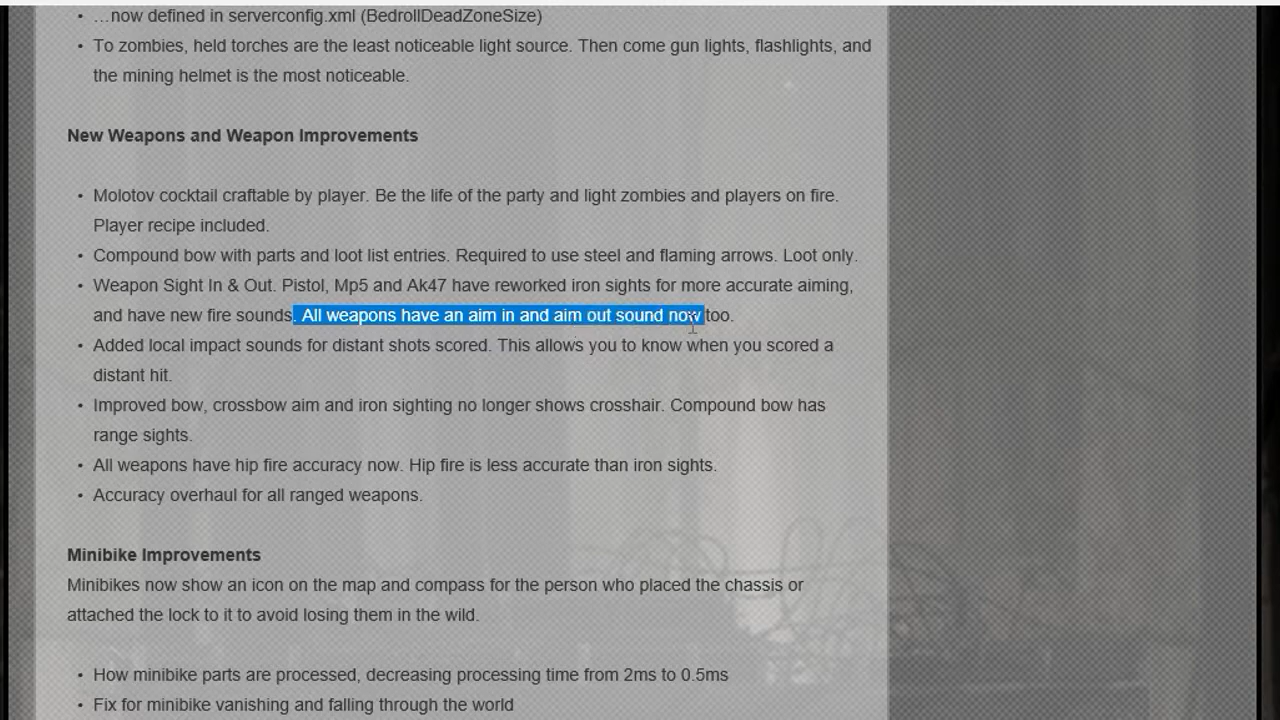 • …now defined in serverconfig.xml (BedrollDeadZoneSize)
• To zombies, held torches are the least noticeable light source. Then come gun lights, flashlights, and
the mining helmet is the most noticeable.
New Weapons and Weapon Improvements
• Molotov cocktail craftable by player. Be the life of the party and light zombies and players on fire.
Player recipe included.
• Compound bow with parts and loot list entries. Required to use steel and flaming arrows. Loot only.
• Weapon Sight In & Out. Pistol, Mp5 and Ak47 have reworked iron sights for more accurate aiming,
and have new fire sounds. All weapons have an aim in and aim out sound now too.
• Added local impact sounds for distant shots scored. This allows you to know when you scored a
distant hit.
• Improved bow, crossbow aim and iron sighting no longer shows crosshair. Compound bow has
range sights.
• All weapons have hip fire accuracy now. Hip fire is less accurate than iron sights.
• Accuracy overhaul for all ranged weapons.
Minibike Improvements
Minibikes now show an icon on the map and compass for the person who placed the chassis or
attached the lock to it to avoid losing them in the wild.
• How minibike parts are processed, decreasing processing time from 2ms to 0.5ms
• Fix for minibike vanishing and falling through the world